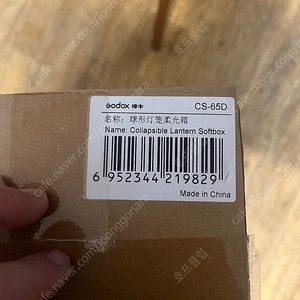 Godox 神牛 CS-65D
名称：球形灯笼柔光箱
Name: Collapsible Lantern Softbox
6 952344 219829
Made in China